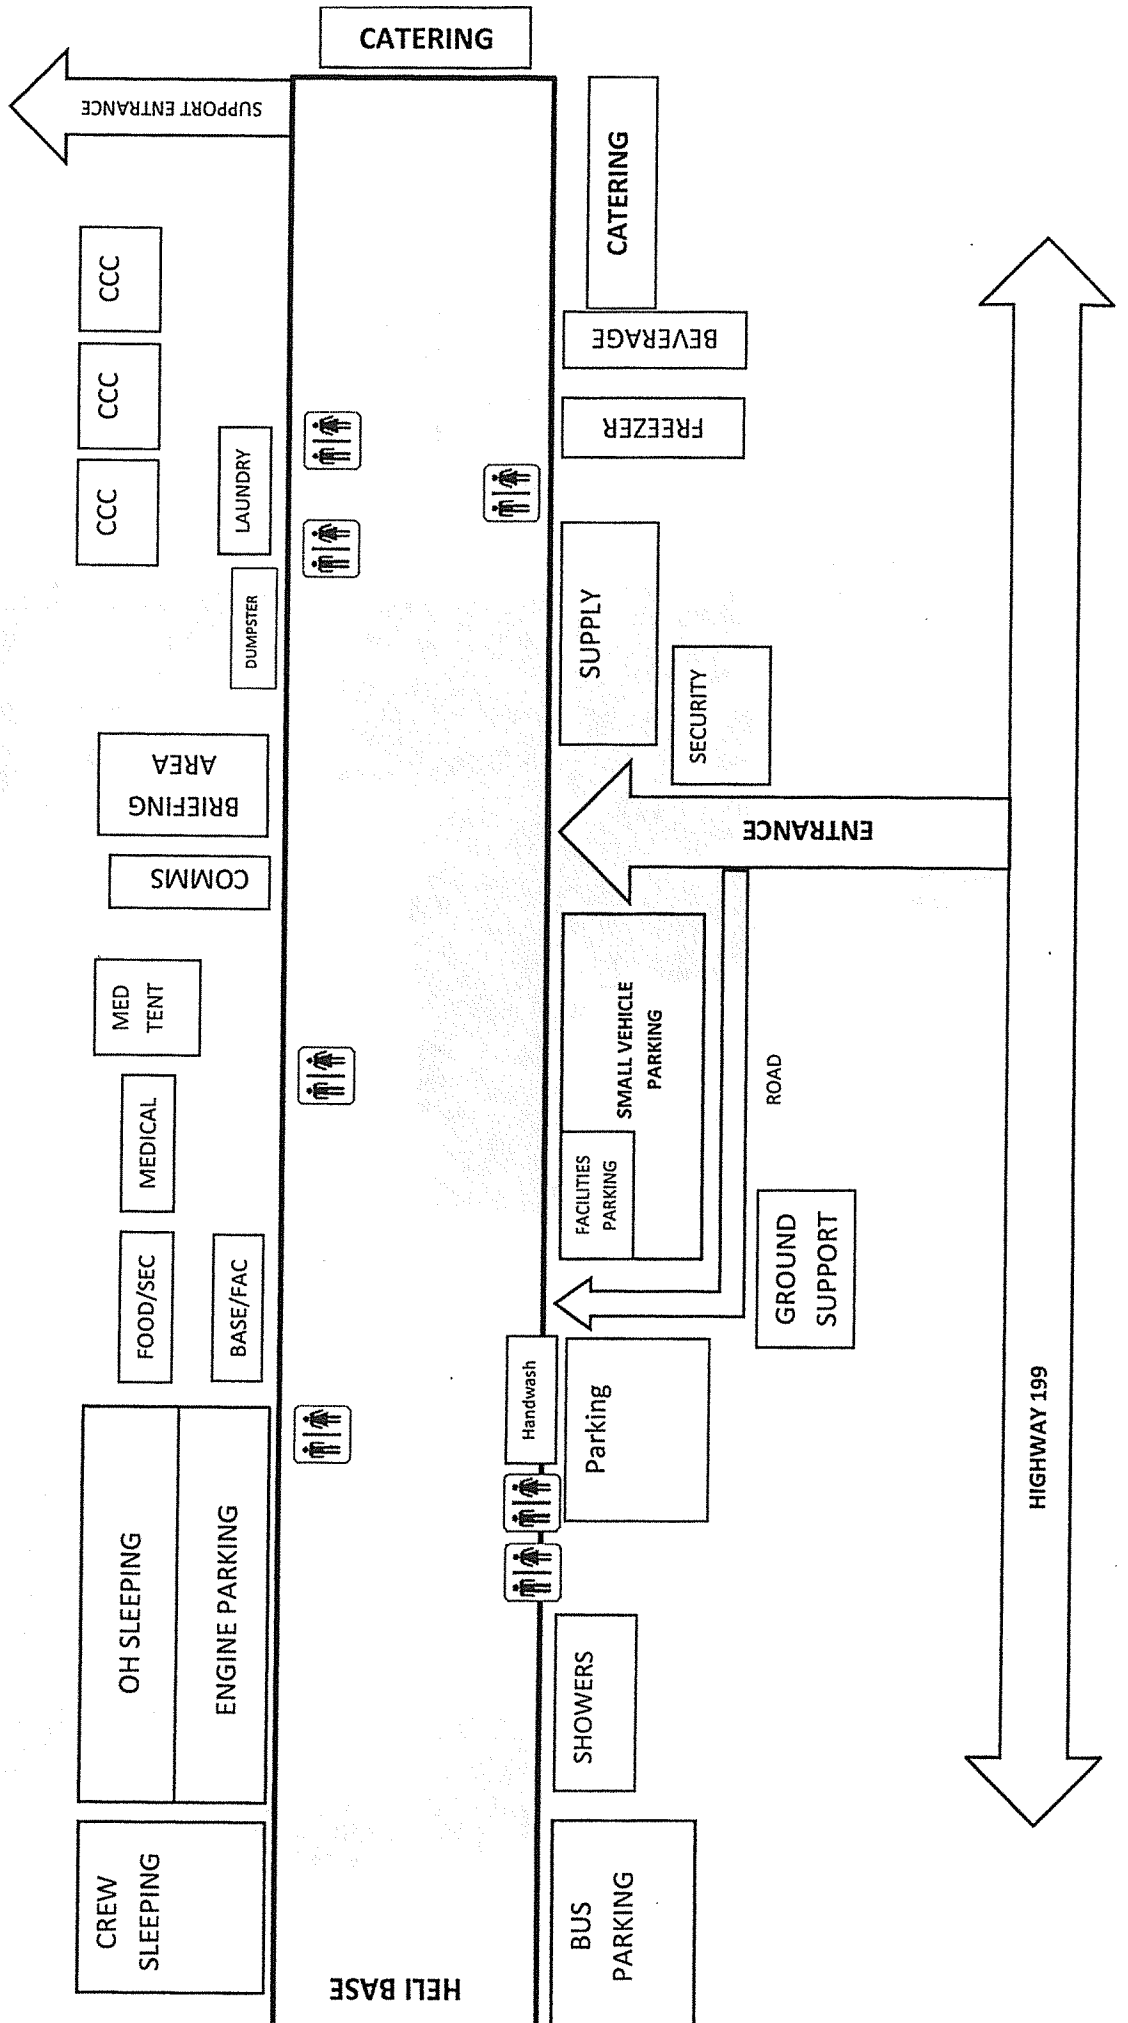 CATERING
SUPPORT ENTRANCE
CATERING
CCC
BEVERAGE
CCC
FREEZER
LAUNDRY
CCC
SUPPLY
DUMPSTER
SECURITY
BRIEFING
AREA
ENTRANCE
COMMS
MED
TENT
SMALL VEHICLE
PARKING
ROAD
MEDICAL
FACILITIES
PARKING
FOOD/SEC
BASE/FAC
GROUND
SUPPORT
Handwash
Parking
HIGHWAY 199
OH SLEEPING
ENGINE PARKING
SHOWERS
CREW
SLEEPING
BUS
PARKING
HELI BASE